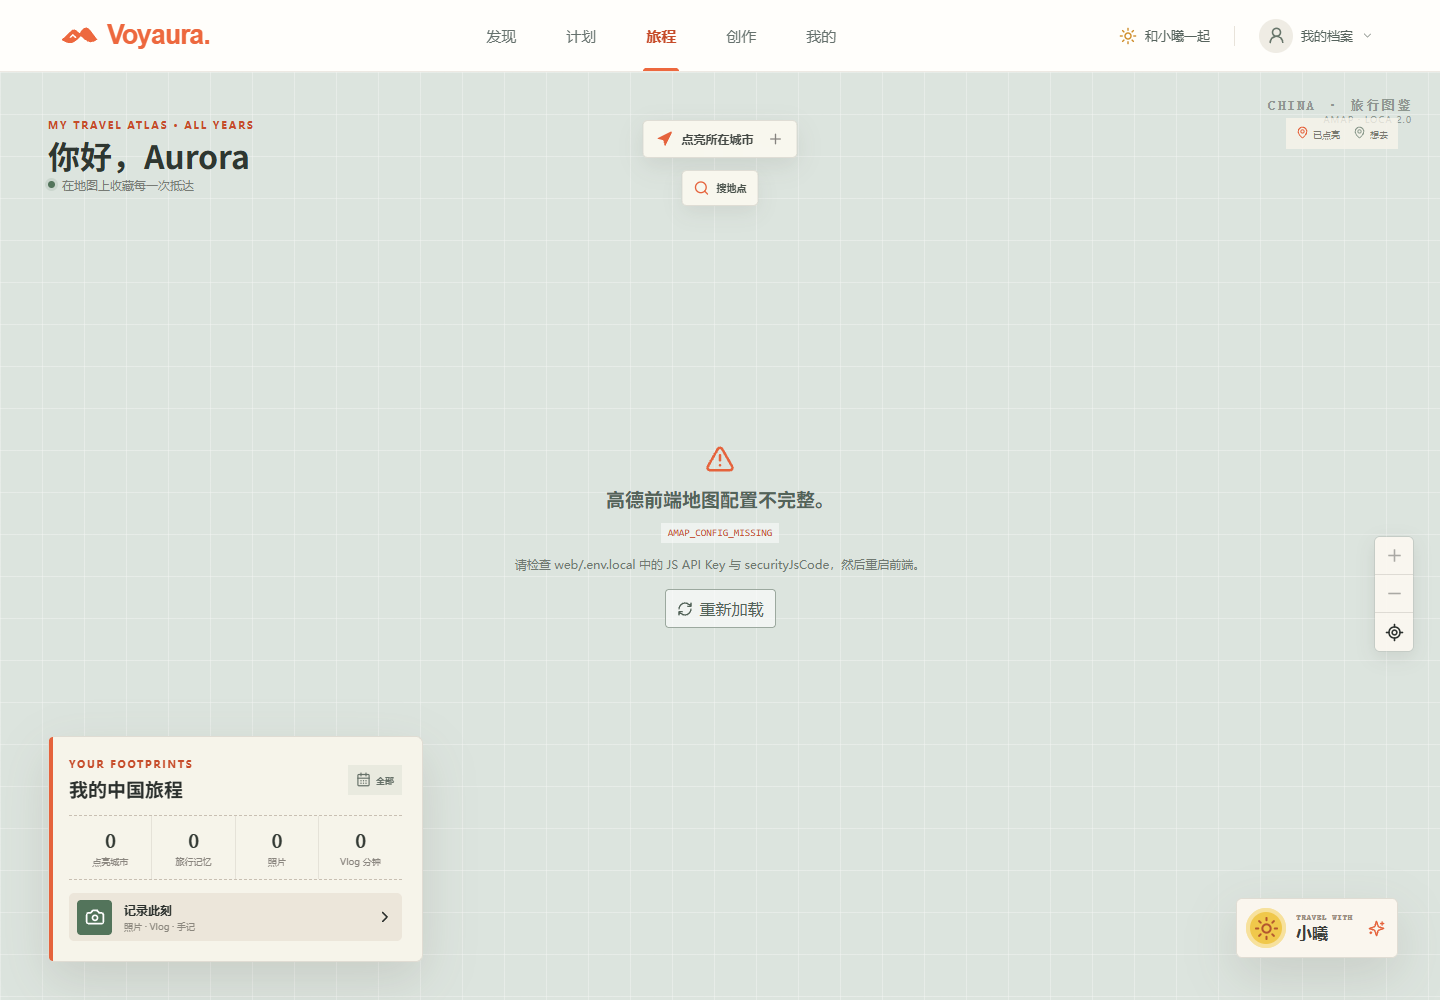 Voyaura.
发现
计划
旅程
创作
我的
和小曦一起
我的档案
CHINA · 旅行图鉴
AMAP · LOCA 2.0
已点亮
想去
MY TRAVEL ATLAS • ALL YEARS
你好，Aurora
在地图上收藏每一次抵达
点亮所在城市
搜地点
高德前端地图配置不完整。
AMAP_CONFIG_MISSING
请检查 web/.env.local 中的 JS API Key 与 securityJsCode，然后重启前端。
重新加载
YOUR FOOTPRINTS
我的中国旅程
全部
0
0
0
0
点亮城市
旅行记忆
照片
Vlog 分钟
记录此刻
照片 · Vlog · 手记
TRAVEL WITH
小曦